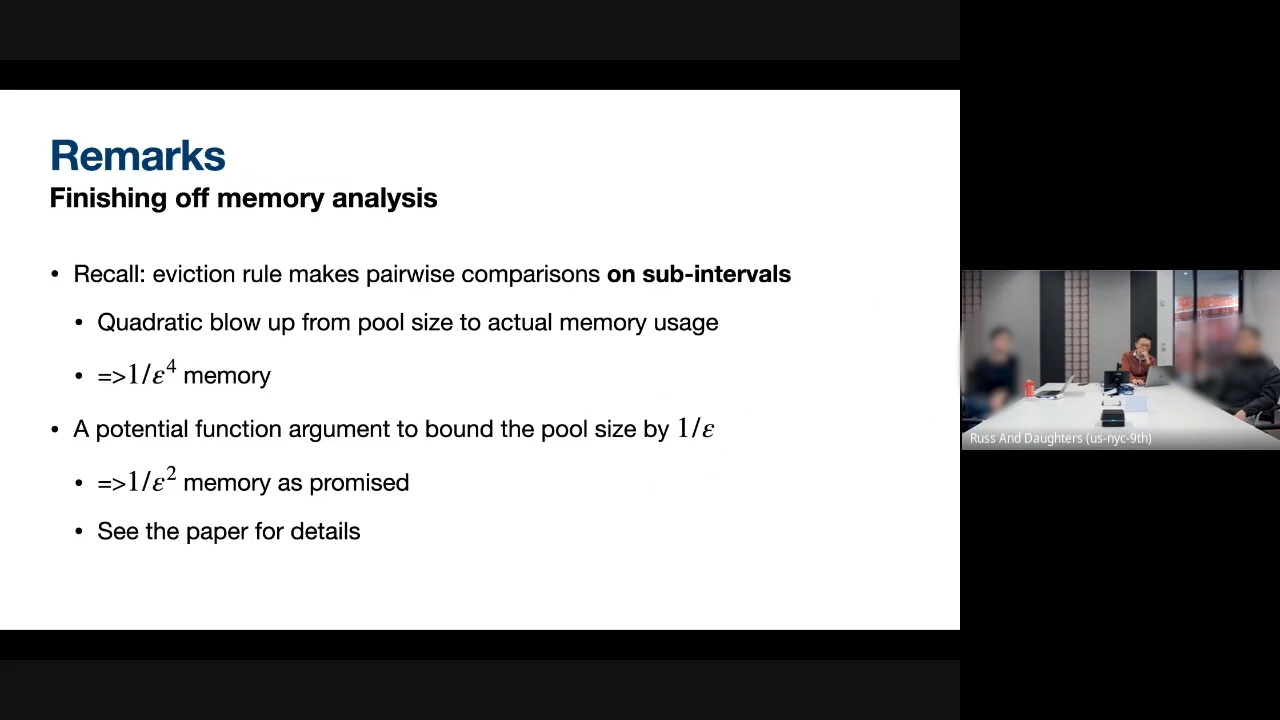 Remarks
Finishing off memory analysis
• Recall: eviction rule makes pairwise comparisons on sub-intervals
• Quadratic blow up from pool size to actual memory usage
• =>1/ε⁴ memory
• A potential function argument to bound the pool size by 1/ε
• =>1/ε² memory as promised
• See the paper for details
Russ And Daughters (us-nyc-9th)